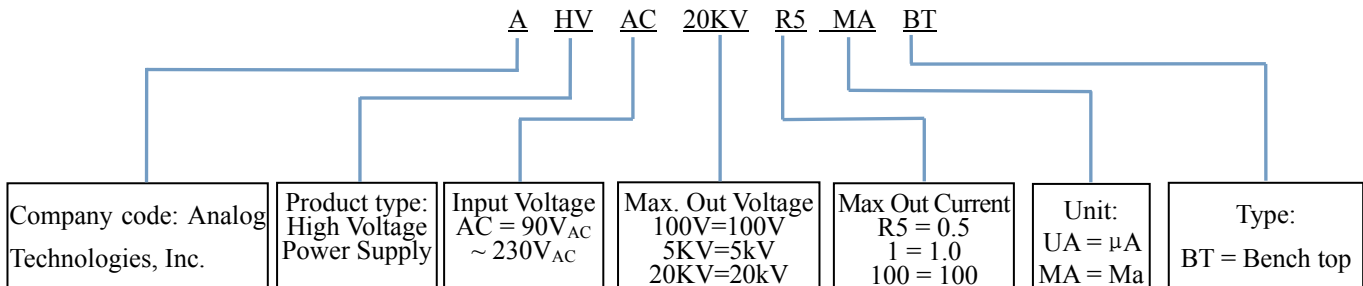 A HV AC 20KV R5 MA BT
Company code: Analog
Technologies, Inc.
Product type:
High Voltage
Power Supply
Input Voltage
AC = 90VAC
~ 230VAC
Max. Out Voltage
100V=100V
5KV=5kV
20KV=20kV
Max Out Current
R5 = 0.5
1 = 1.0
100 = 100
Unit:
UA = μA
MA = Ma
Type:
BT = Bench top